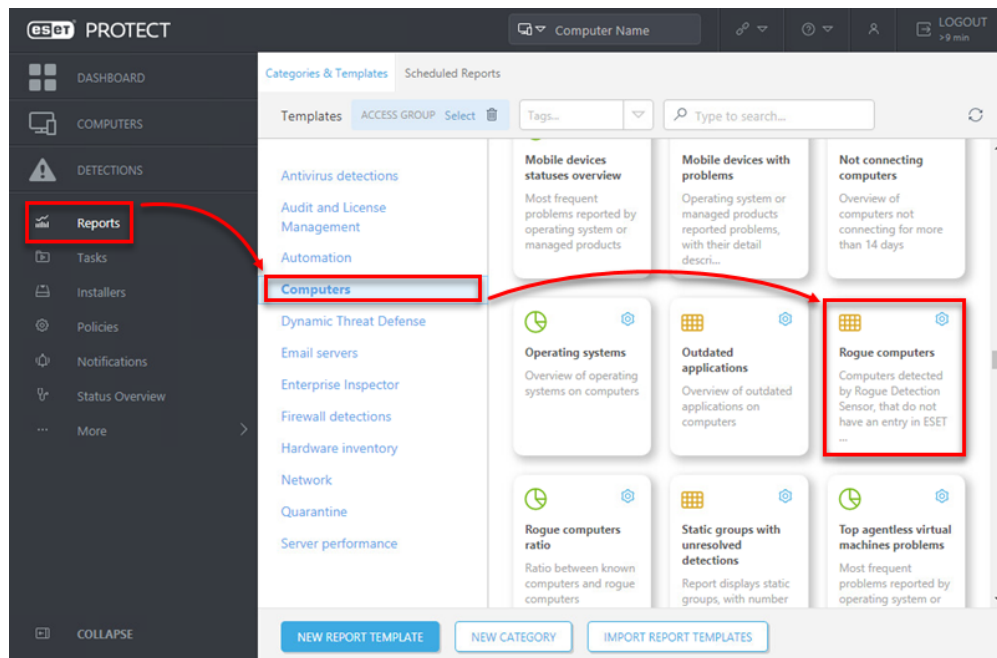 eset PROTECT
Computer Name
LOGOUT
>9 min
DASHBOARD
COMPUTERS
DETECTIONS
Reports
Tasks
Installers
Policies
Notifications
Status Overview
More
COLLAPSE
Categories & Templates
Scheduled Reports
Templates
ACCESS GROUP Select
Tags...
Type to search...
Antivirus detections
Audit and License
Management
Automation
Computers
Dynamic Threat Defense
Email servers
Enterprise Inspector
Firewall detections
Hardware inventory
Network
Quarantine
Server performance
Mobile devices
statuses overview
Most frequent
problems reported by
operating system or
managed products
Mobile devices with
problems
Operating system or
managed products
reported problems,
with their detail
descri...
Not connecting
computers
Overview of
computers not
connecting for more
than 14 days
Operating systems
Overview of operating
systems on computers
Outdated
applications
Overview of outdated
applications on
computers
Rogue computers
Computers detected
by Rogue Detection
Sensor, that do not
have an entry in ESET
...
Rogue computers
ratio
Ratio between known
computers and rogue
computers
Static groups with
unresolved
detections
Report displays static
groups, with number
Top agentless virtual
machines problems
Most frequent
problems reported by
operating system or
NEW REPORT TEMPLATE
NEW CATEGORY
IMPORT REPORT TEMPLATES